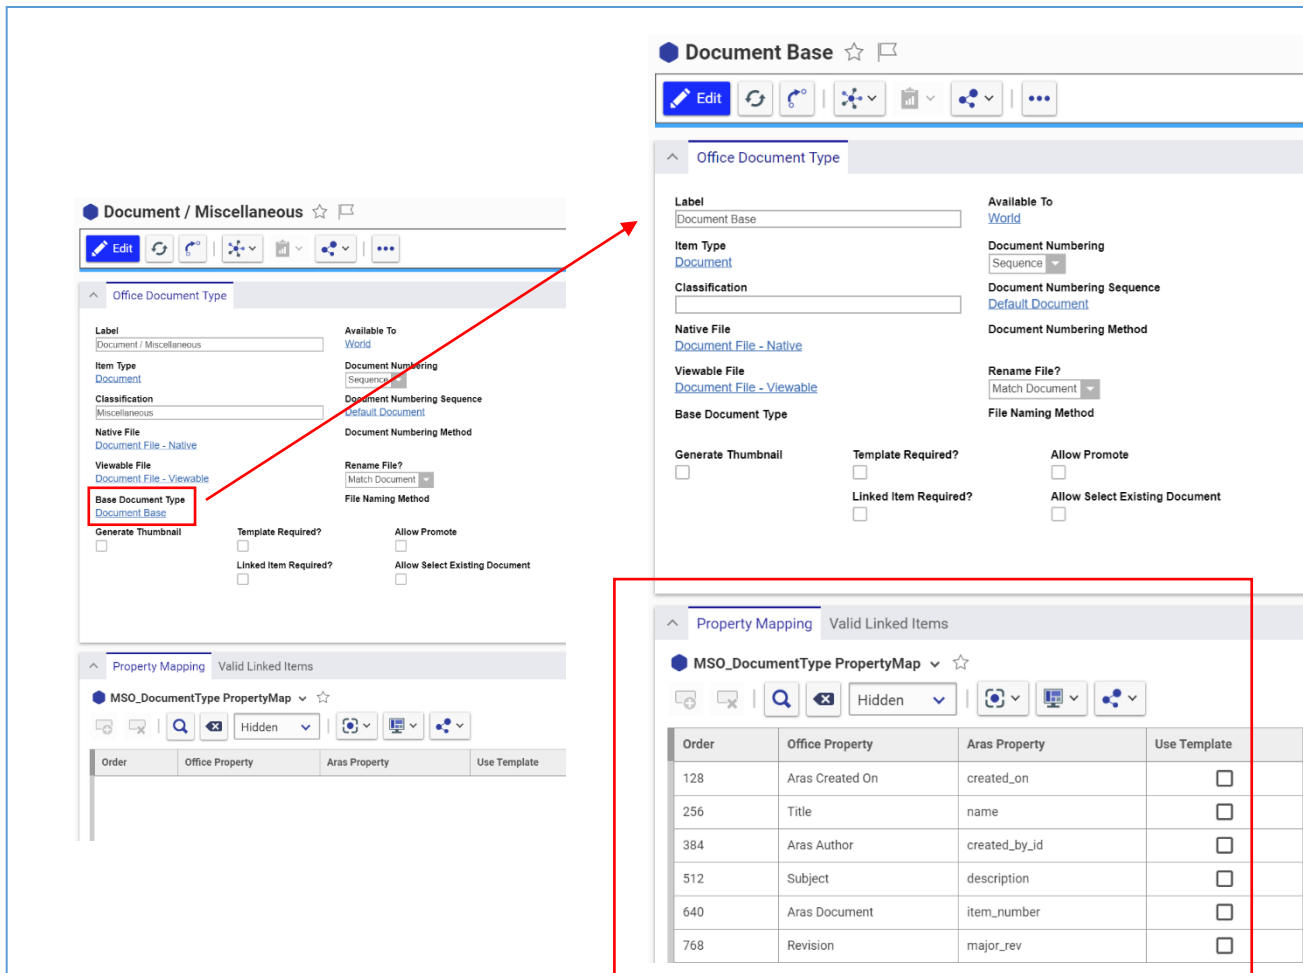 Document / Miscellaneous
Edit
Office Document Type
Label
Available To
Document / Miscellaneous
World
Item Type
Document Numbering
Document
Sequence
Classification
Document Numbering Sequence
Miscellaneous
Default Document
Native File
Document Numbering Method
Document File - Native
Viewable File
Rename File?
Document File - Viewable
Match Document
Base Document Type
File Naming Method
Document Base
Generate Thumbnail
Template Required?
Allow Promote
Linked Item Required?
Allow Select Existing Document
Property Mapping
Valid Linked Items
MSO_DocumentType PropertyMap
Hidden
Order
Office Property
Aras Property
Use Template
Document Base
Edit
Office Document Type
Label
Available To
Document Base
World
Item Type
Document Numbering
Document
Sequence
Classification
Document Numbering Sequence
Default Document
Native File
Document Numbering Method
Document File - Native
Viewable File
Rename File?
Document File - Viewable
Match Document
Base Document Type
File Naming Method
Generate Thumbnail
Template Required?
Allow Promote
Linked Item Required?
Allow Select Existing Document
Property Mapping
Valid Linked Items
MSO_DocumentType PropertyMap
Hidden
Order Office Property Aras Property Use Template
128 Aras Created On created_on
256 Title name
384 Aras Author created_by_id
512 Subject description
640 Aras Document item_number
768 Revision major_rev